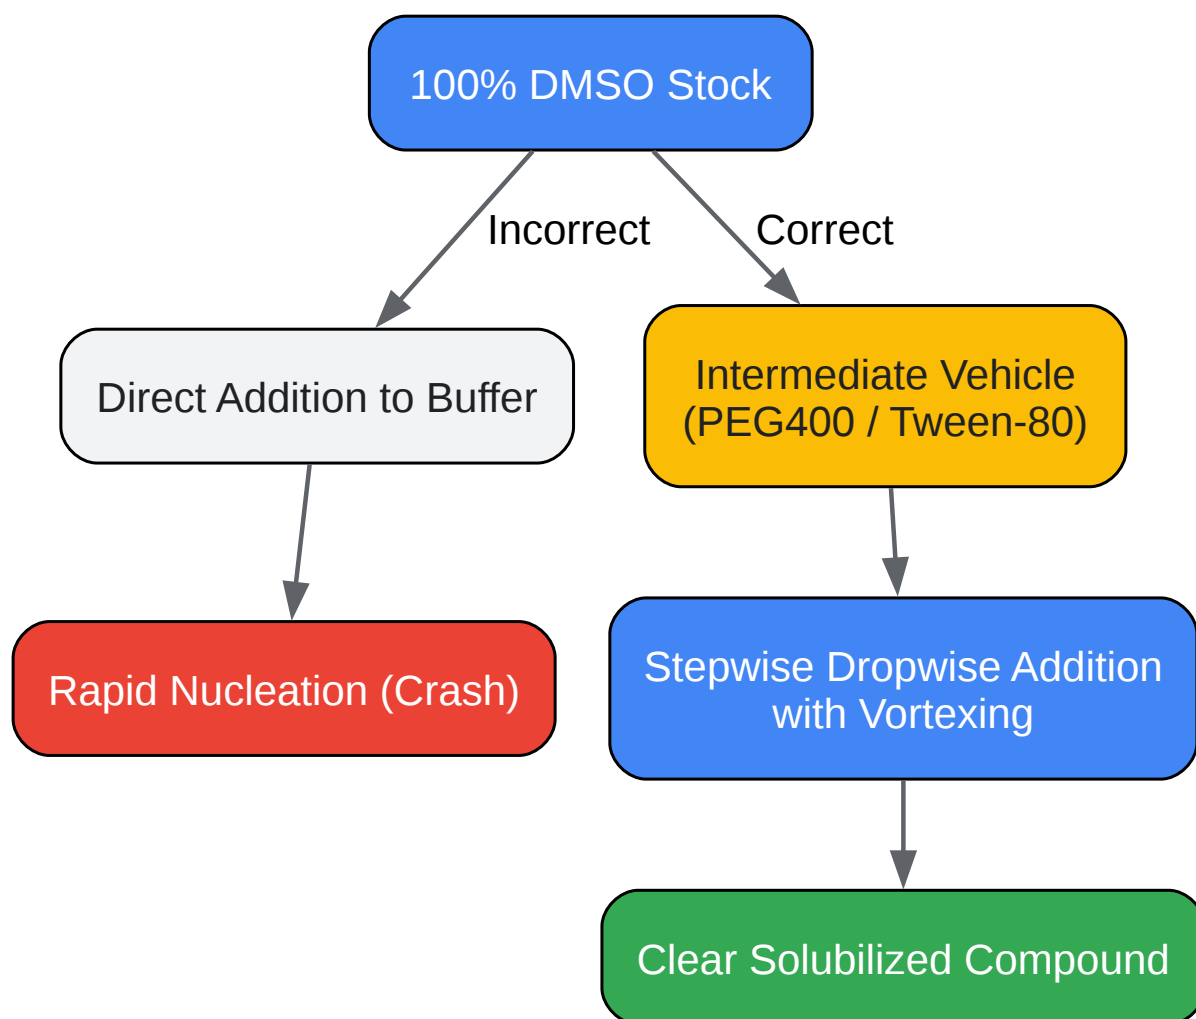 100% DMSO Stock
Incorrect
Correct
Direct Addition to Buffer
Intermediate Vehicle
(PEG400 / Tween-80)
Rapid Nucleation (Crash)
Stepwise Dropwise Addition
with Vortexing
Clear Solubilized Compound